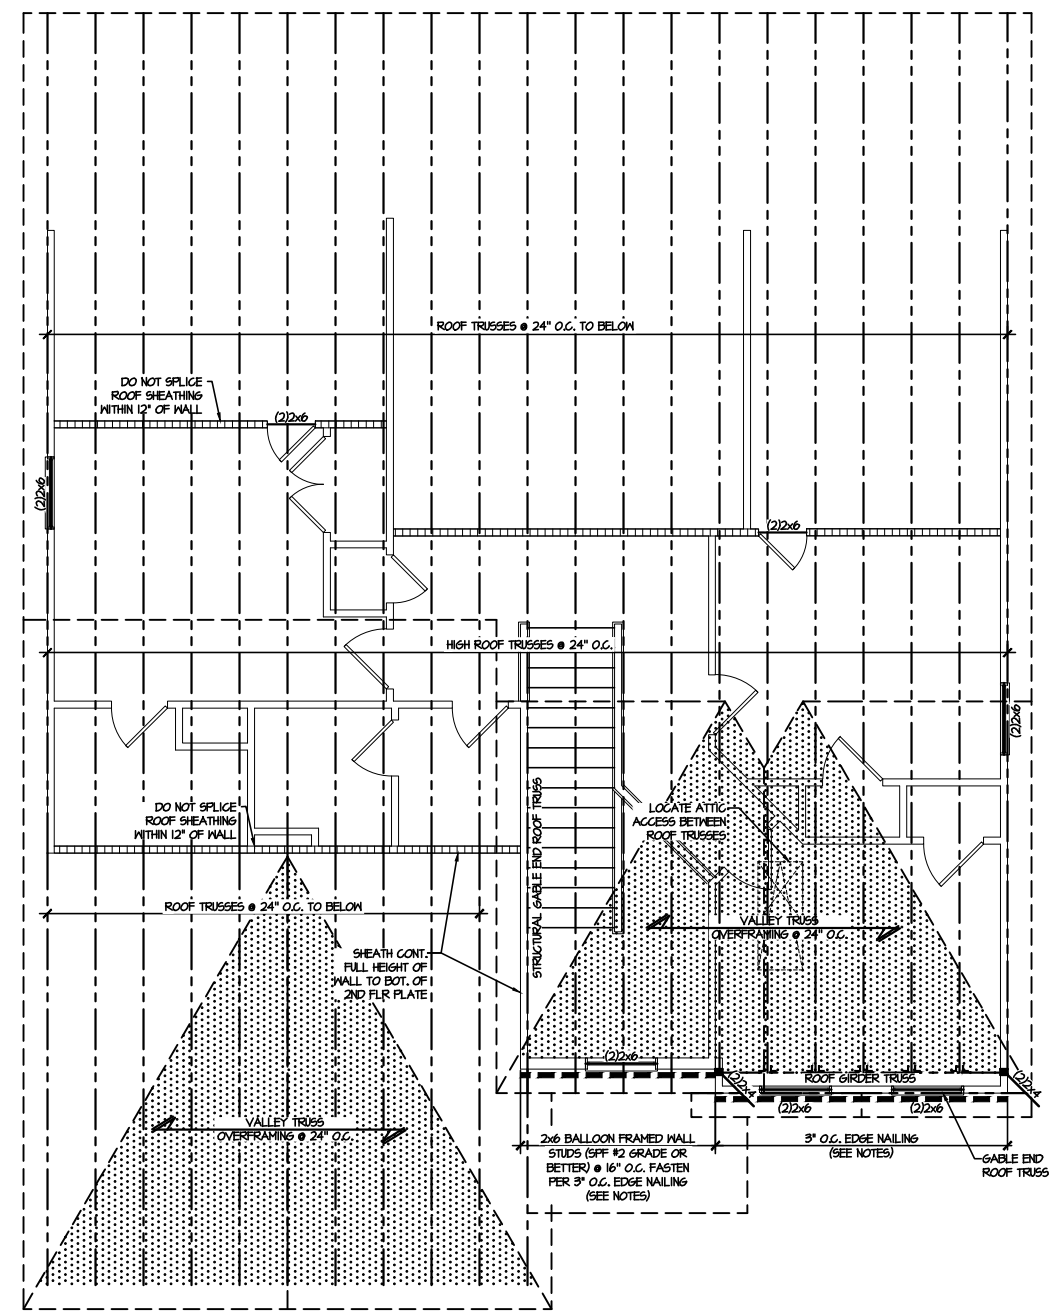 ROOF TRUSSES @ 24" O.C. TO BELOW
DO NOT SPLICE
ROOF SHEATHING
WITHIN 12" OF WALL
(2)2x6
(2)2x6
(2)2x6
HIGH ROOF TRUSSES @ 24" O.C.
(2)2x6
STRUCTURAL GABLE END ROOF TRUSS
DO NOT SPLICE
ROOF SHEATHING
WITHIN 12" OF WALL
LOCATE ATTIC
ACCESS BETWEEN
ROOF TRUSSES
ROOF TRUSSES @ 24" O.C. TO BELOW
VALLEY TRUSS
OVERFRAMING @ 24" O.C.
SHEATH CONT.
FULL HEIGHT OF
WALL TO BOT. OF
2ND FLR PLATE
(2)2x6
ROOF GIRDER TRUSS
(2)2x4
(2)2x4
(2)2x6
(2)2x6
VALLEY TRUSS
OVERFRAMING @ 24" O.C.
2x6 BALLOON FRAMED WALL
STUDS (SPF #2 GRADE OR
BETTER) @ 16" O.C. FASTEN
PER 3" O.C. EDGE NAILING
(SEE NOTES)
3" O.C. EDGE NAILING
(SEE NOTES)
GABLE END
ROOF TRUSS